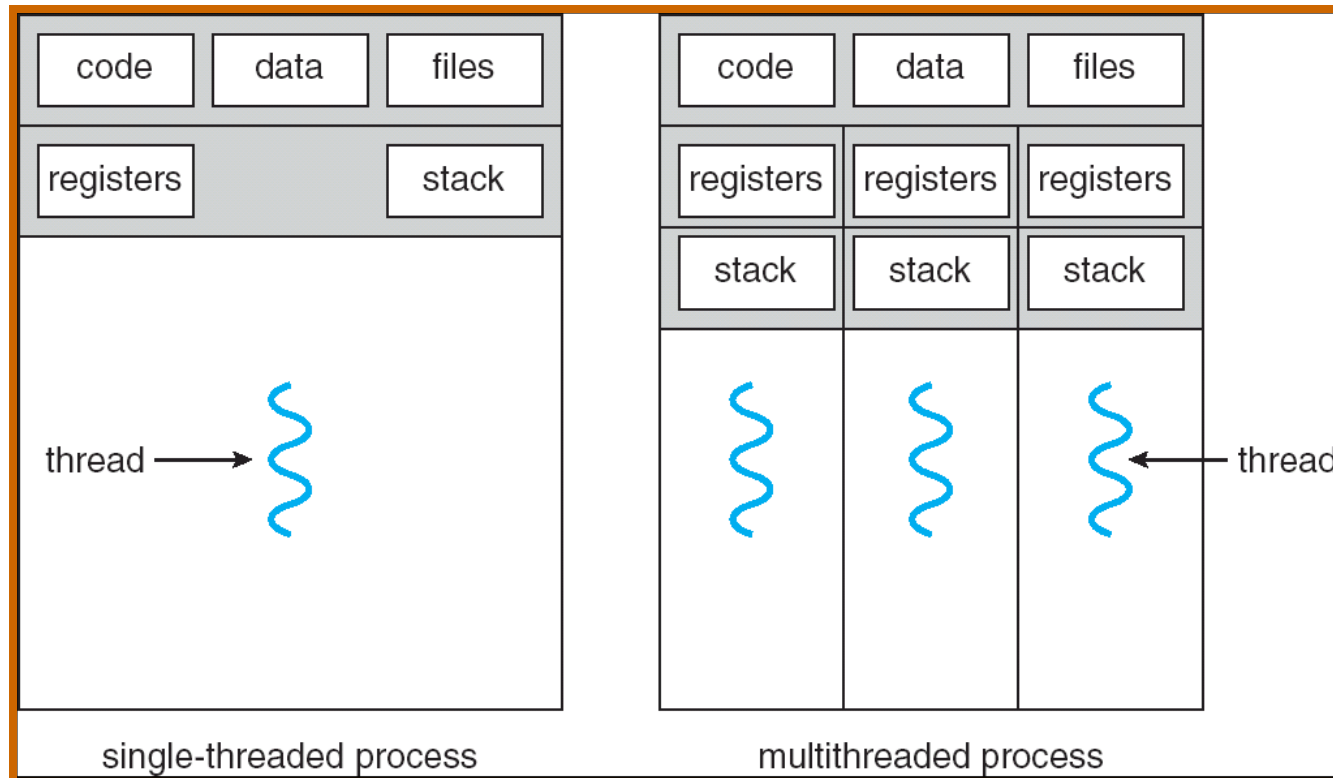 code data files
registers stack
thread
single-threaded process
code data files
registers registers registers
stack stack stack
thread
multithreaded process